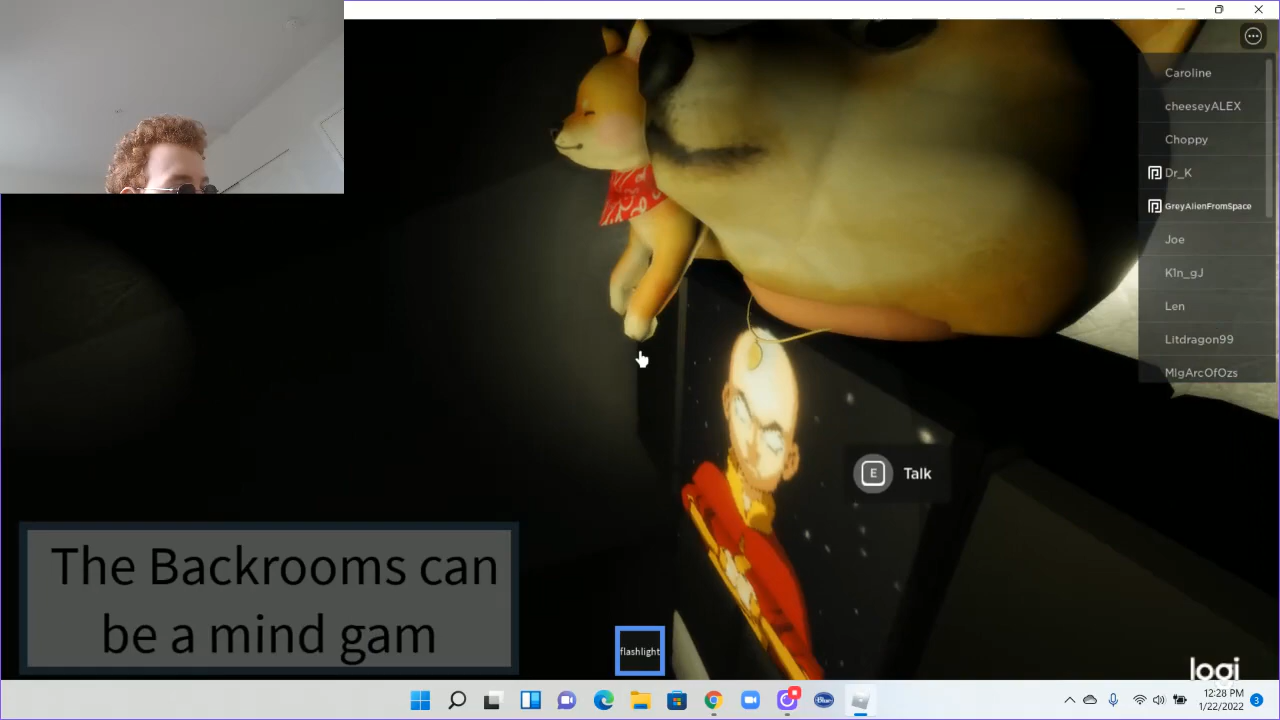 Caroline
cheeseyALEX
Choppy
Dr_K
GreyAlienFromSpace
Joe
K1n_gJ
Len
Litdragon99
MlgArcOfOzs
E Talk
The Backrooms can
be a mind gam
flashlight
logi
12:28 PM
1/22/2022
3